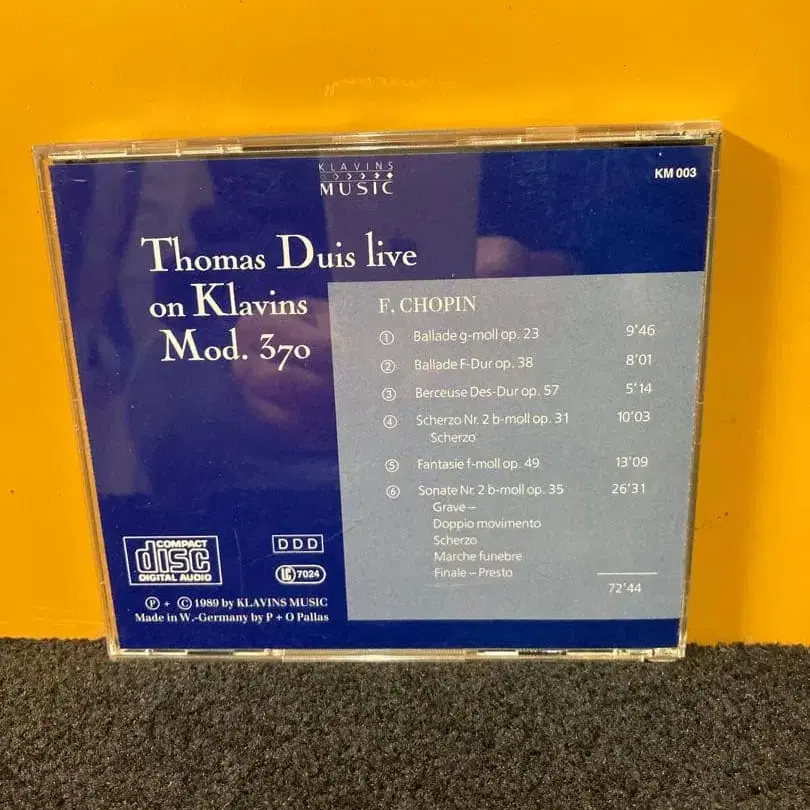 KLAVINS
MUSIC
KM 003
Thomas Duis live
on Klavins
Mod. 370
F. CHOPIN
① Ballade g-moll op. 23 9'46
② Ballade F-Dur op. 38 8'01
③ Berceuse Des-Dur op. 57 5'14
④ Scherzo Nr. 2 b-moll op. 31 10'03
Scherzo
⑤ Fantasie f-moll op. 49 13'09
⑥ Sonate Nr. 2 b-moll op. 35 26'31
Grave –
Doppio movimento
Scherzo
Marche funebre
Finale – Presto
72'44
COMPACT
disc
DIGITAL AUDIO
DDD
LC 7024
Ⓟ + Ⓒ 1989 by KLAVINS MUSIC
Made in W.-Germany by P + O Pallas